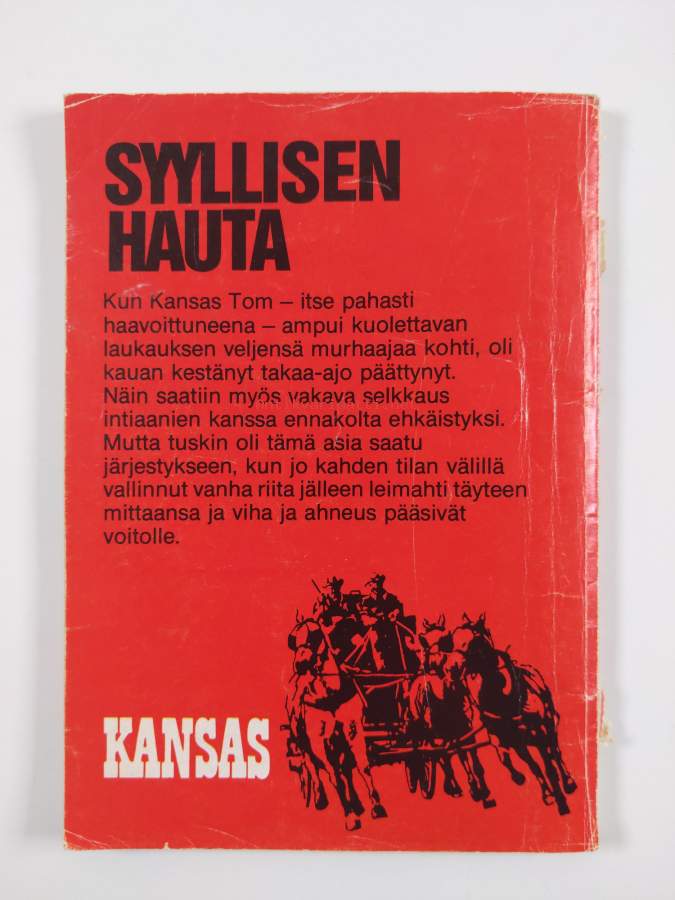 SYYLLISEN
HAUTA
Kun Kansas Tom – itse pahasti
haavoittuneena – ampui kuolettavan
laukauksen veljensä murhaajaa kohti, oli
kauan kestänyt takaa-ajo päättynyt.
Näin saatiin myös vakava selkkaus
intiaanien kanssa ennakolta ehkäistyksi.
Mutta tuskin oli tämä asia saatu
järjestykseen, kun jo kahden tilan välillä
vallinnut vanha riita jälleen leimahti täyteen
mittaansa ja viha ja ahneus pääsivät
voitolle.
KANSAS